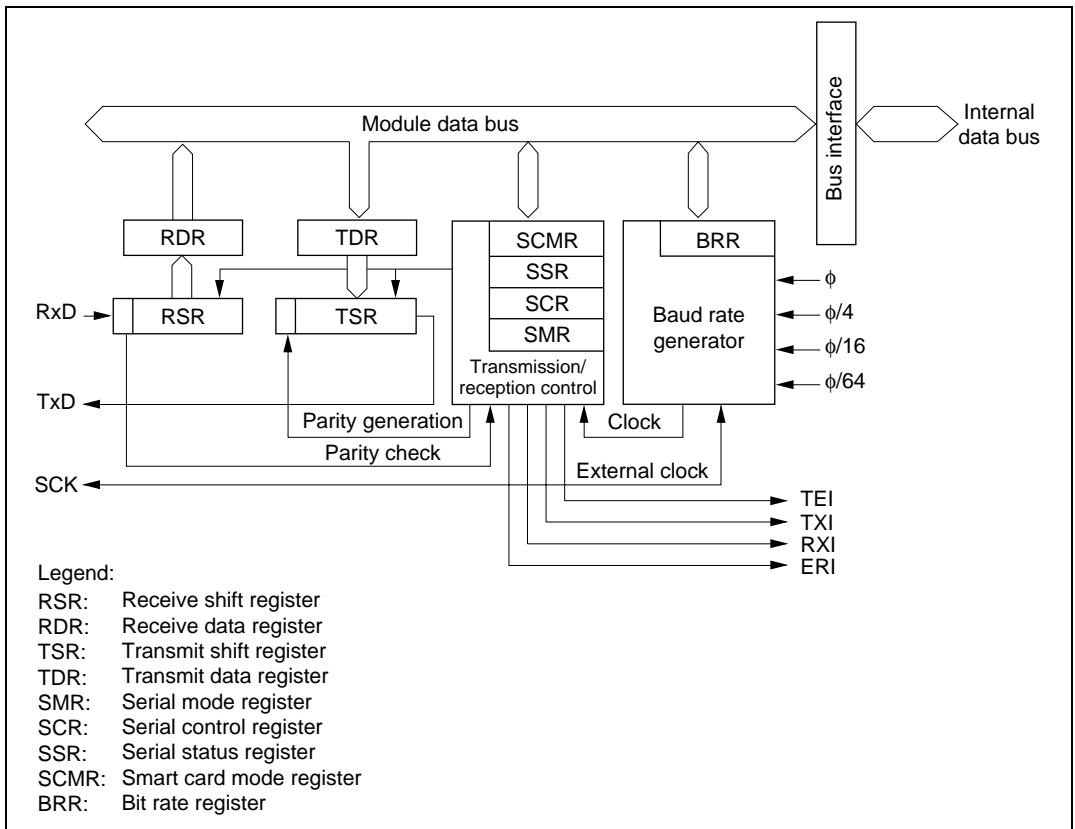 Bus interface
Internal
data bus
Module data bus
RDR
TDR
SCMR
BRR
SSR
SCR
SMR
RxD
RSR
TSR
Baud rate
generator
ϕ
ϕ/4
ϕ/16
ϕ/64
Transmission/
reception control
TxD
Parity generation
Clock
Parity check
External clock
SCK
TEI
TXI
RXI
ERI
Legend:
RSR: Receive shift register
RDR: Receive data register
TSR: Transmit shift register
TDR: Transmit data register
SMR: Serial mode register
SCR: Serial control register
SSR: Serial status register
SCMR: Smart card mode register
BRR: Bit rate register